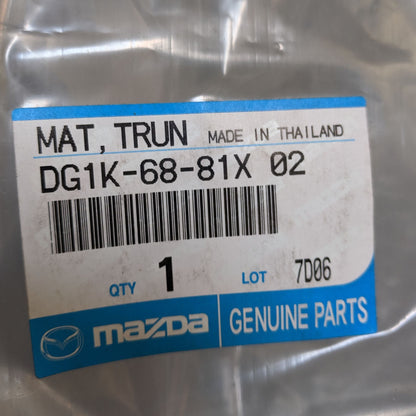 MAT, TRUN MADE IN THAILAND
DG1K-68-81X 02
QTY 1 LOT 7D06
mazda GENUINE PARTS